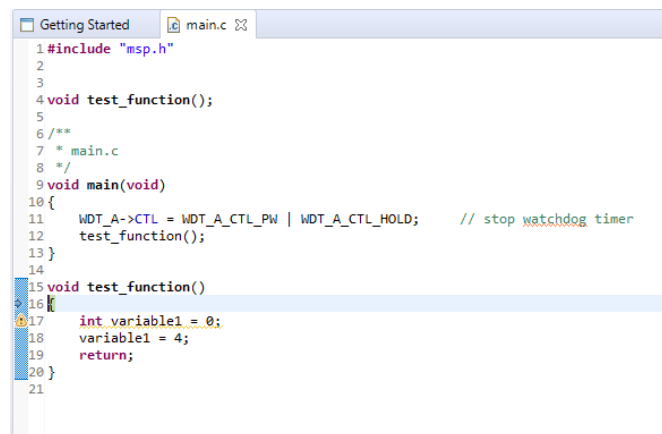 Getting Started main.c
1 #include "msp.h"
2
3
4 void test_function();
5
6 /**
7  * main.c
8  */
9 void main(void)
10 {
11     WDT_A->CTL = WDT_A_CTL_PW | WDT_A_CTL_HOLD;     // stop watchdog timer
12     test_function();
13 }
14
15 void test_function()
16 {
17     int variable1 = 0;
18     variable1 = 4;
19     return;
20 }
21